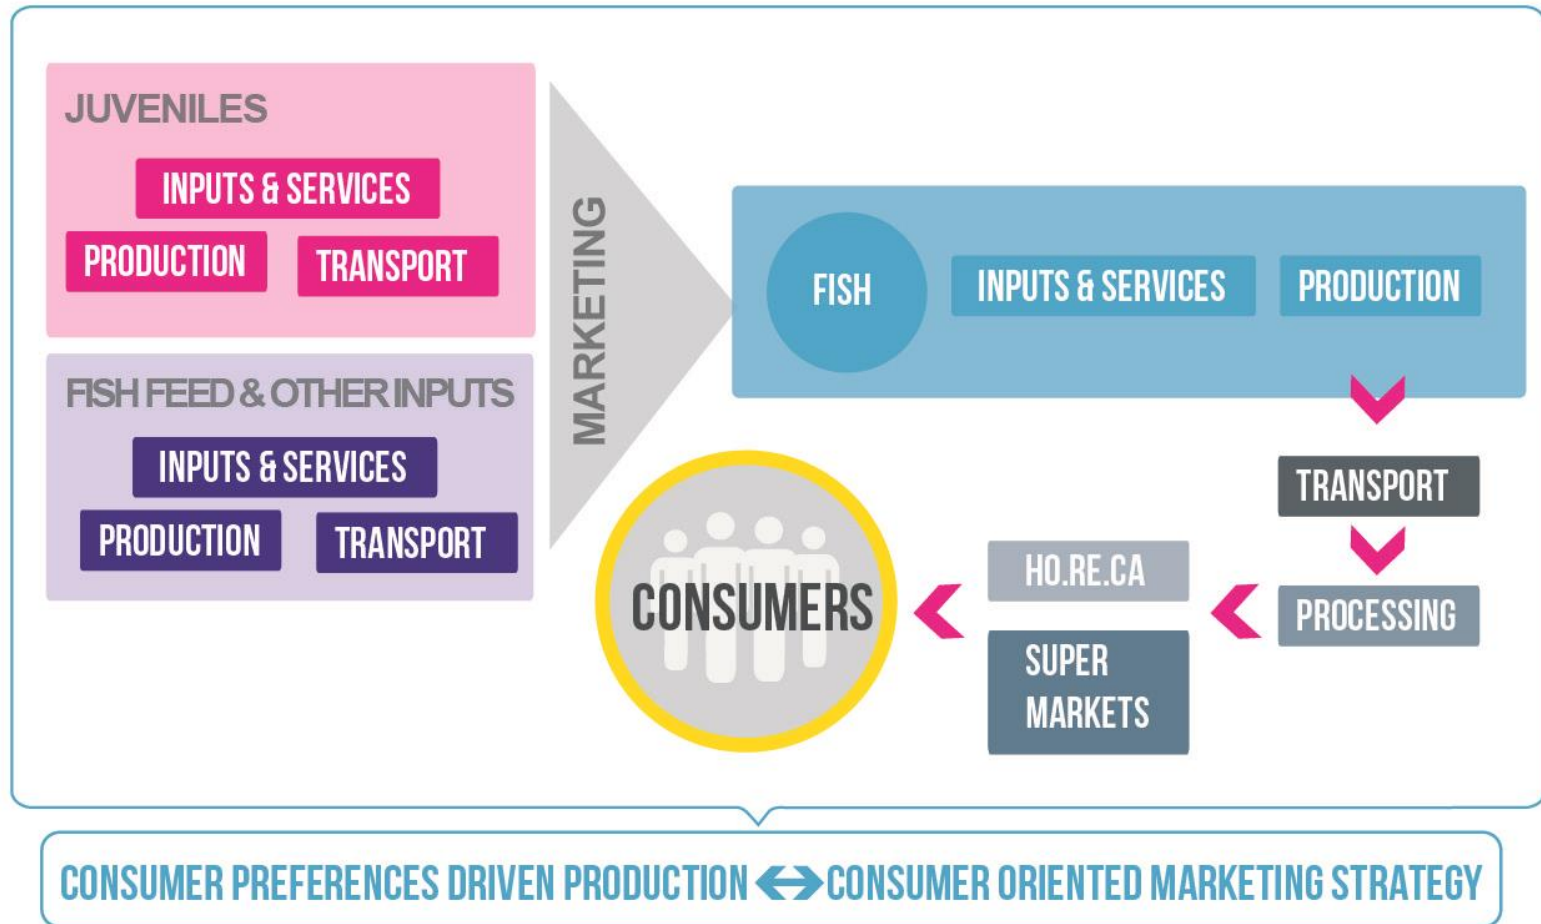 JUVENILES
INPUTS & SERVICES
PRODUCTION
TRANSPORT
FISH FEED & OTHER INPUTS
INPUTS & SERVICES
PRODUCTION
TRANSPORT
MARKETING
FISH
INPUTS & SERVICES
PRODUCTION
TRANSPORT
PROCESSING
HO.RE.CA
SUPER
MARKETS
CONSUMERS
CONSUMER PREFERENCES DRIVEN PRODUCTION ↔ CONSUMER ORIENTED MARKETING STRATEGY